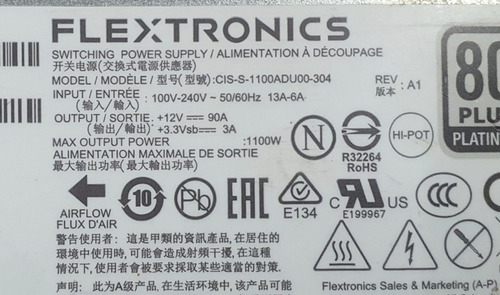 FLEXTRONICS
SWITCHING POWER SUPPLY / ALIMENTATION À DÉCOUPAGE
开关电源(交換式電源供應器)
MODEL / MODÈLE / 型号(型號):CIS-S-1100ADU00-304
REV : A1
版本
INPUT / ENTRÉE : 100V-240V ~ 50/60Hz 13A-6A
(输入/輸入)
OUTPUT / SORTIE. +12V 90A
(输出/輸出) +3.3Vsb 3A
MAX OUTPUT POWER :1100W
ALIMENTATION MAXIMALE DE SORTIE
最大输出功率(最大輸出功率)
80
PLUS
PLATIN
N
R32264
RoHS
HI-POT
AIRFLOW
FLUX D'AIR
10
Pb
EAC
E134
C RU US
E199967
CCC
警告使用者: 這是甲類的資訊產品, 在居住的
環境中使用時, 可能會造成射頻干擾, 在這種
情況下, 使用者會被要求採取某些適當的對策.
声明: 此为A级产品, 在生活环境中, 该产
Flextronics Sales & Marketing (A-P